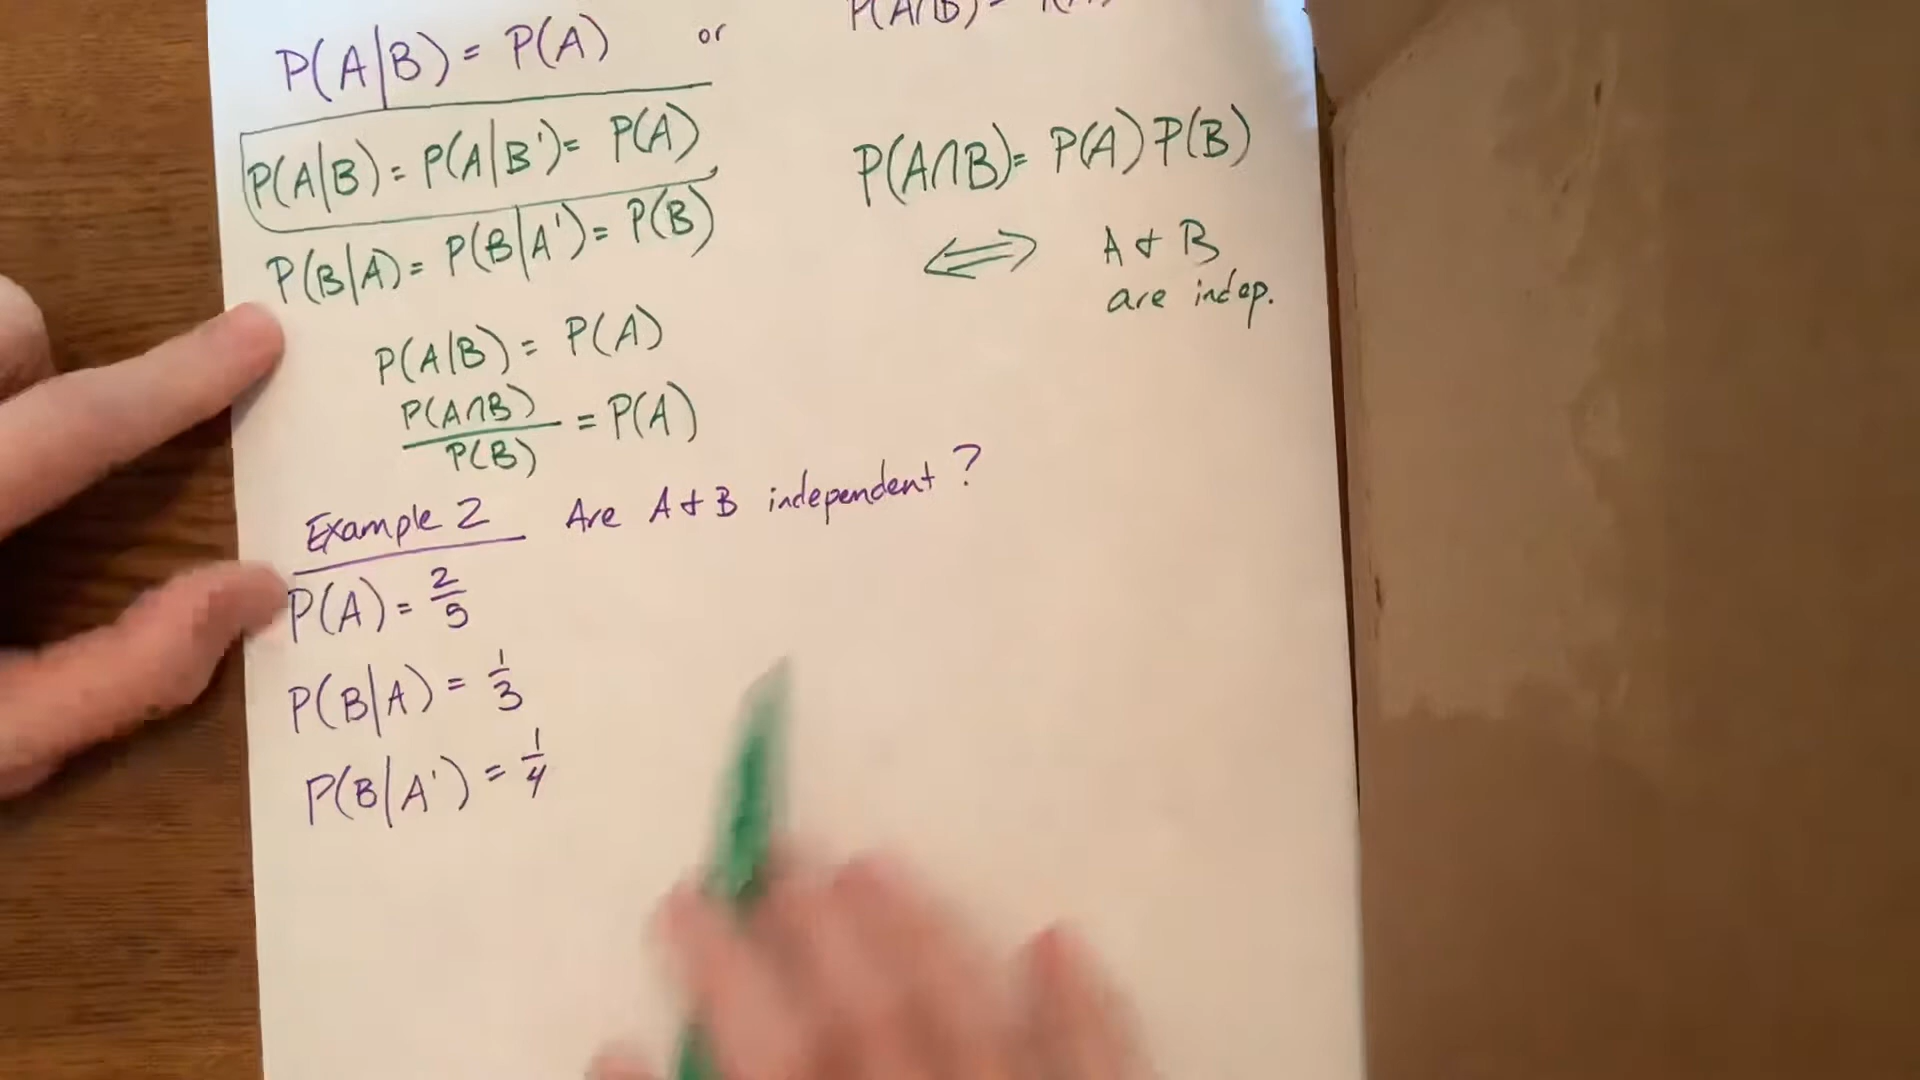 P(A|B) = P(A) or
P(A∩B) =
P(A|B) = P(A|B') = P(A)
P(B|A) = P(B|A') = P(B)
P(A|B) = P(A)
P(A∩B)/P(B) = P(A)
P(A∩B) = P(A) P(B)
⟺ A & B
are indep.
Example 2 Are A & B independent?
P(A) = 2/5
P(B|A) = 1/3
P(B|A') = 1/4